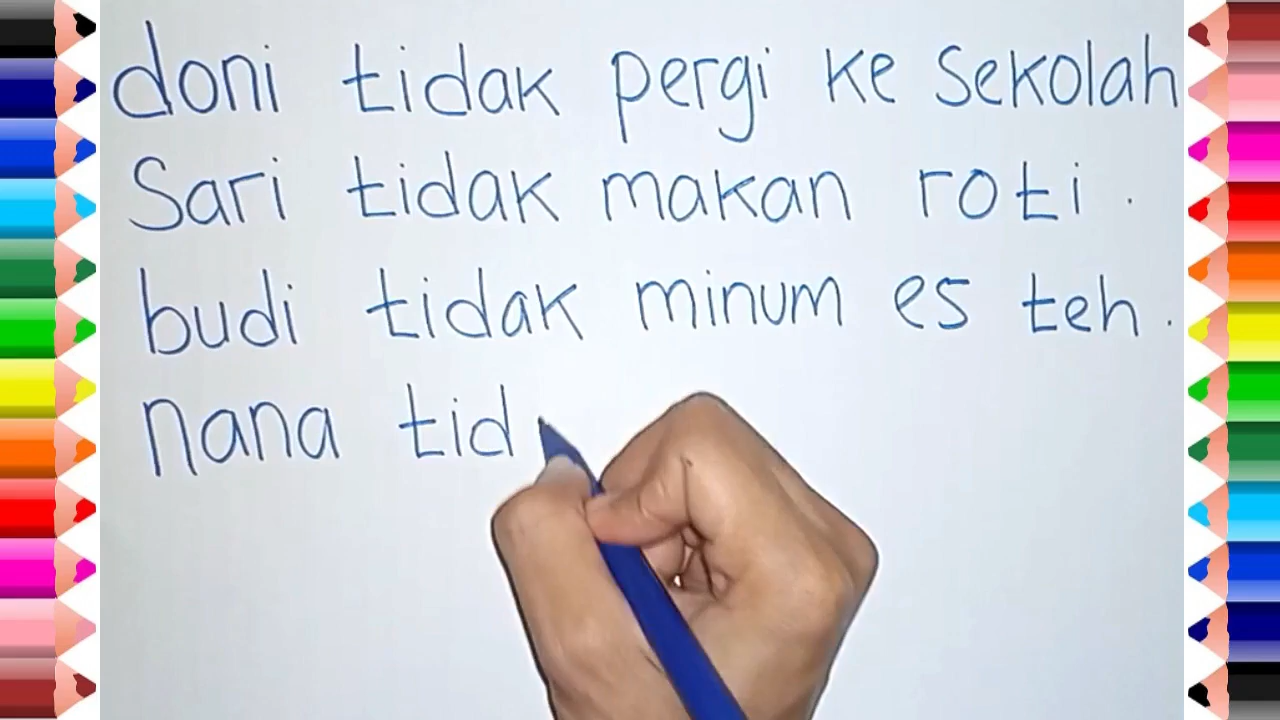 doni tidak pergi ke sekolah
Sari tidak makan roti.
budi tidak minum es teh.
nana tid